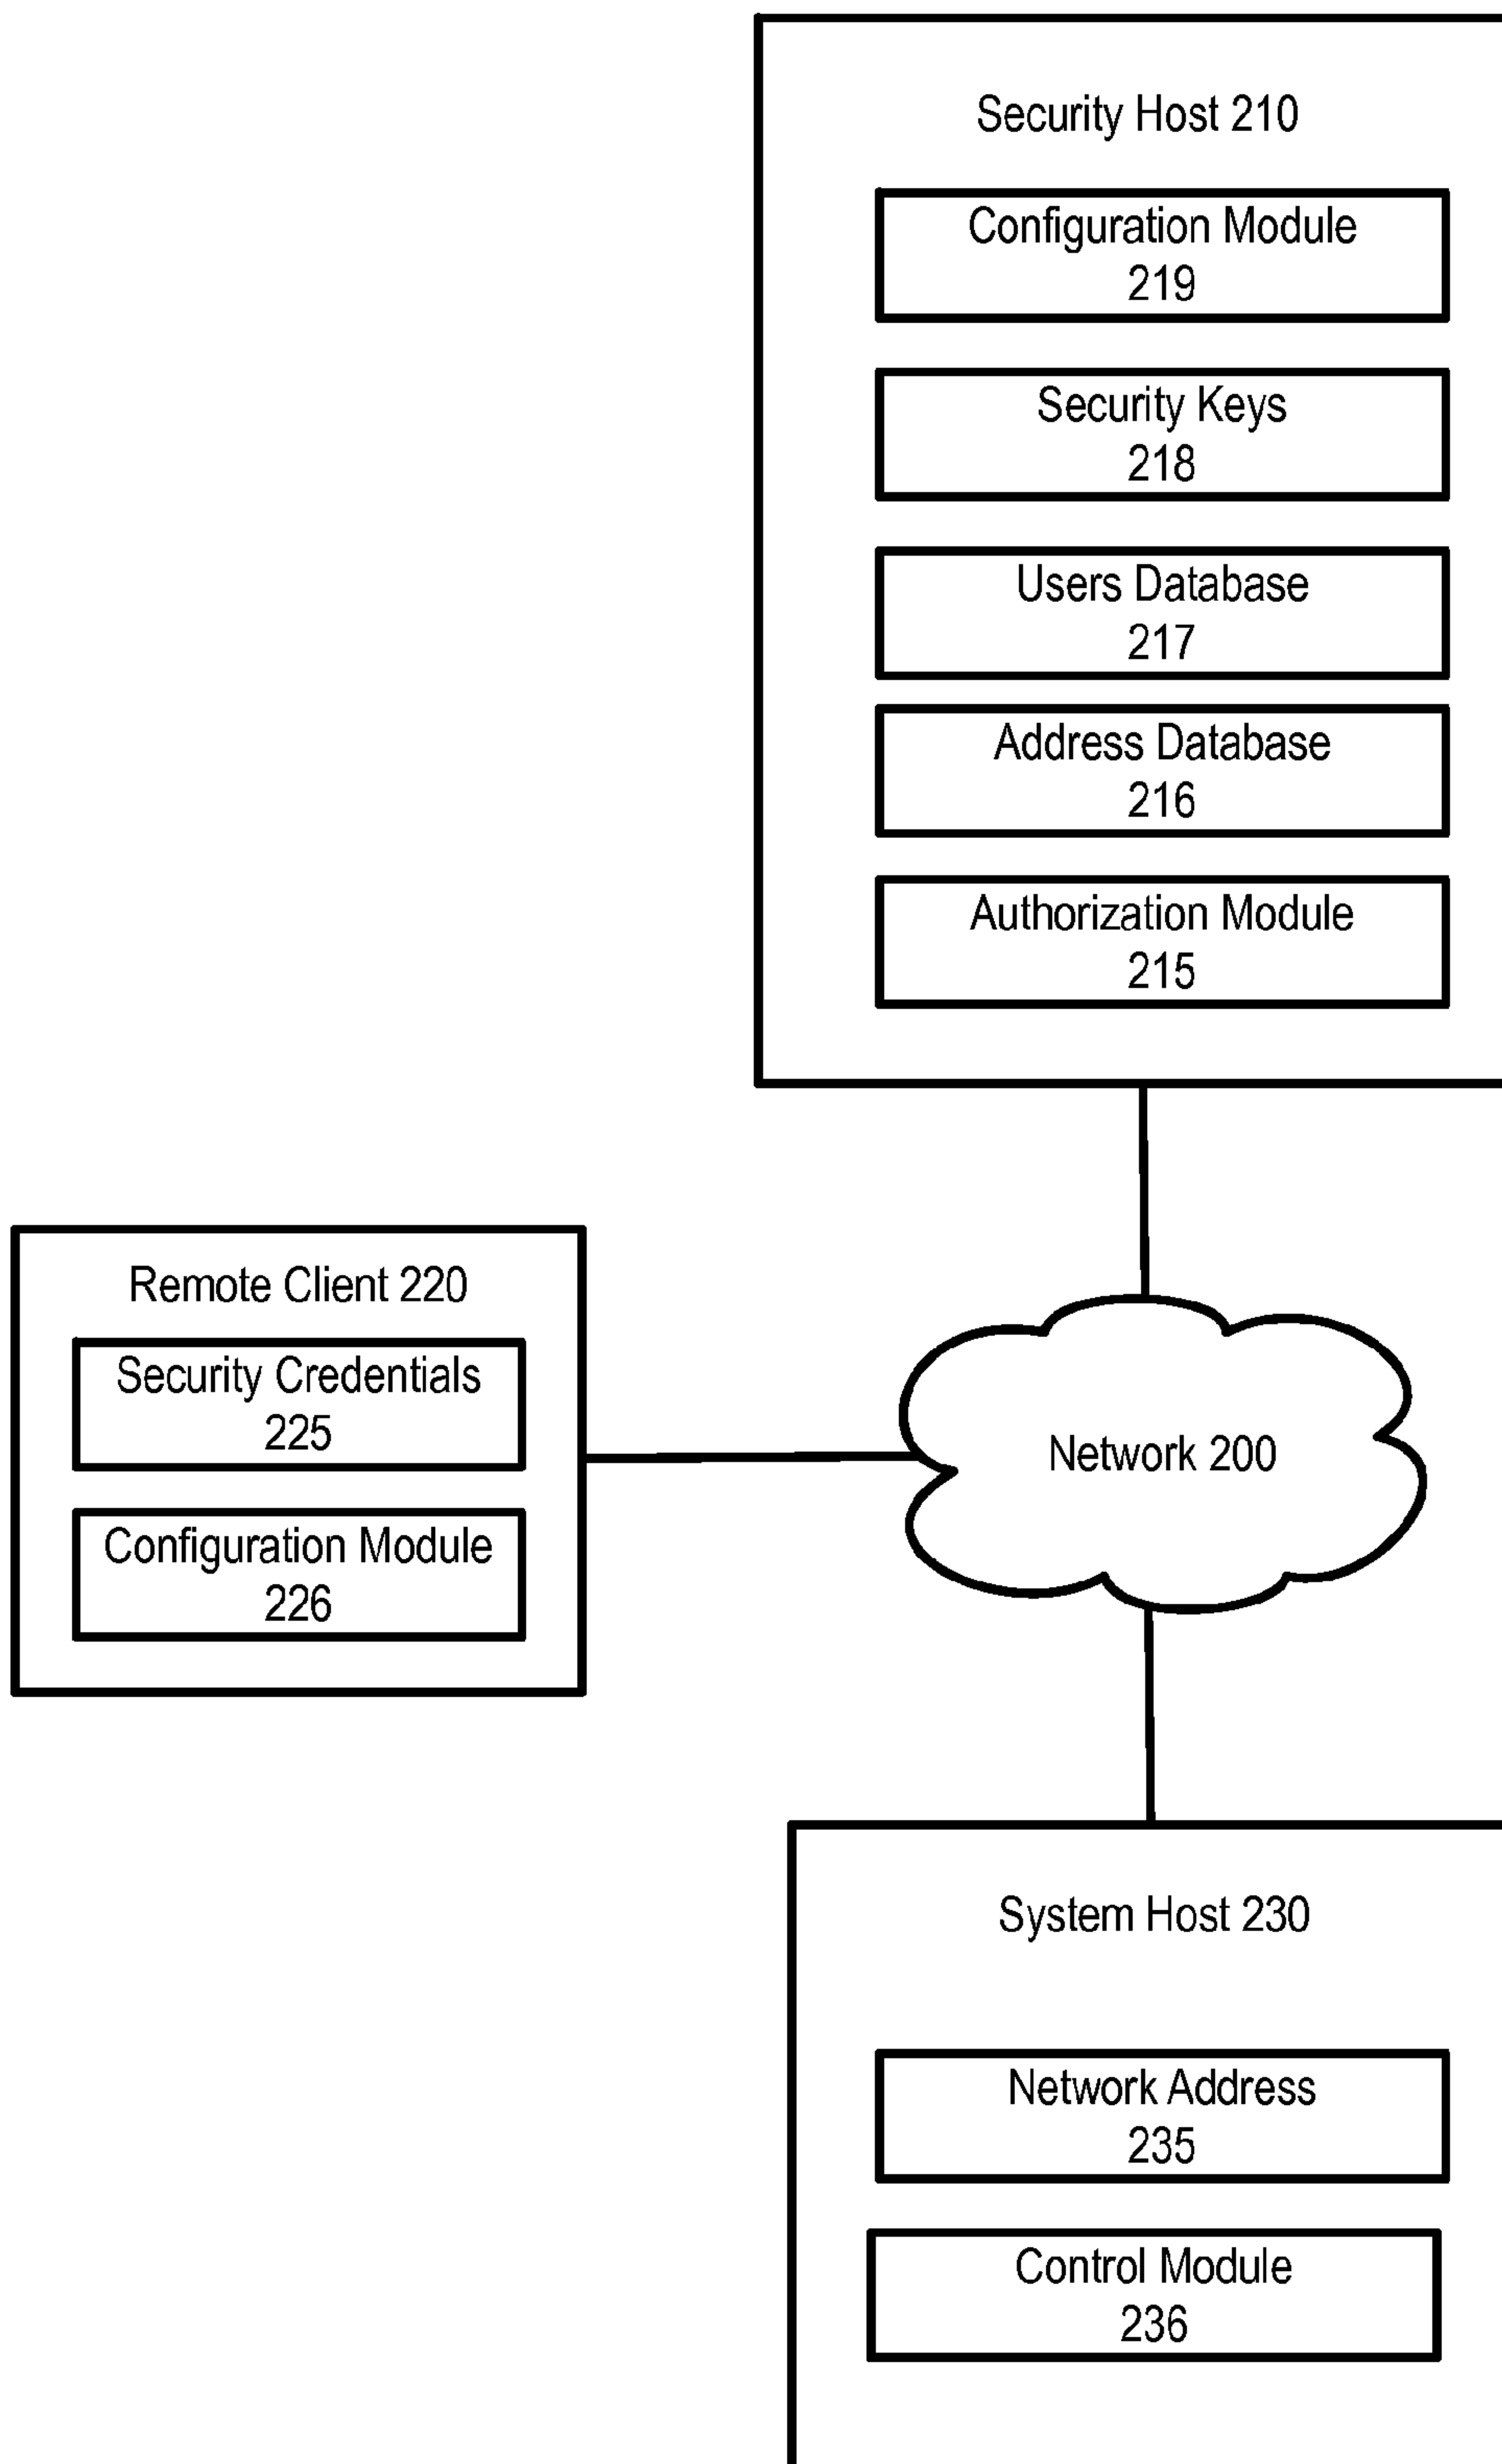 Security Host 210
Configuration Module
219
Security Keys
218
Users Database
217
Address Database
216
Authorization Module
215
Remote Client 220
Security Credentials
225
Configuration Module
226
Network 200
System Host 230
Network Address
235
Control Module
236